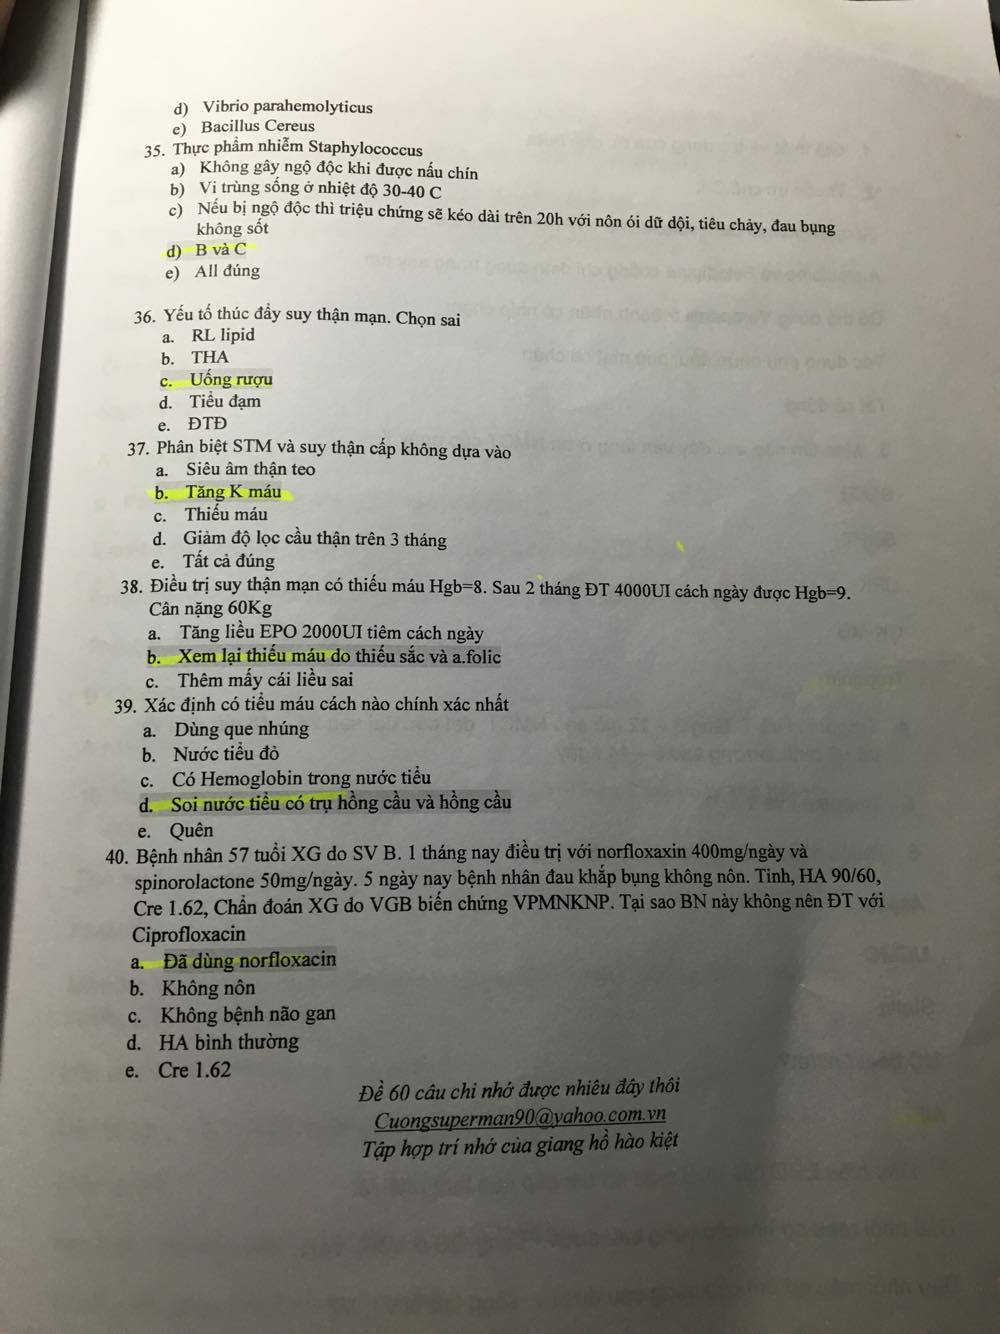 d) Vibrio parahemolyticus
e) Bacillus Cereus
35. Thực phẩm nhiễm Staphylococcus
a) Không gây ngộ độc khi được nấu chín
b) Vi trùng sống ở nhiệt độ 30-40 C
c) Nếu bị ngộ độc thì triệu chứng sẽ kéo dài trên 20h với nôn ói dữ dội, tiêu chảy, đau bụng
không sốt
d) B và C
e) All đúng
36. Yếu tố thúc đẩy suy thận mạn. Chọn sai
a. RL lipid
b. THA
c. Uống rượu
d. Tiểu đạm
e. ĐTĐ
37. Phân biệt STM và suy thận cấp không dựa vào
a. Siêu âm thận teo
b. Tăng K máu
c. Thiếu máu
d. Giảm độ lọc cầu thận trên 3 tháng
e. Tất cả đúng
38. Điều trị suy thận mạn có thiếu máu Hgb=8. Sau 2 tháng ĐT 4000UI cách ngày được Hgb=9.
Cân nặng 60Kg
a. Tăng liều EPO 2000UI tiêm cách ngày
b. Xem lại thiếu máu do thiếu sắc và a.folic
c. Thêm mấy cái liều sai
39. Xác định có tiểu máu cách nào chính xác nhất
a. Dùng que nhúng
b. Nước tiểu đỏ
c. Có Hemoglobin trong nước tiểu
d. Soi nước tiểu có trụ hồng cầu và hồng cầu
e. Quên
40. Bệnh nhân 57 tuổi XG do SV B. 1 tháng nay điều trị với norfloxaxin 400mg/ngày và
spinorolactone 50mg/ngày. 5 ngày nay bệnh nhân đau khắp bụng không nôn. Tỉnh, HA 90/60,
Cre 1.62, Chẩn đoán XG do VGB biến chứng VPMNKNP. Tại sao BN này không nên ĐT với
Ciprofloxacin
a. Đã dùng norfloxacin
b. Không nôn
c. Không bệnh não gan
d. HA bình thường
e. Cre 1.62
Đề 60 câu chỉ nhớ được nhiêu đây thôi
Cuongsuperman90@yahoo.com.vn
Tập hợp trí nhớ của giang hồ hào kiệt